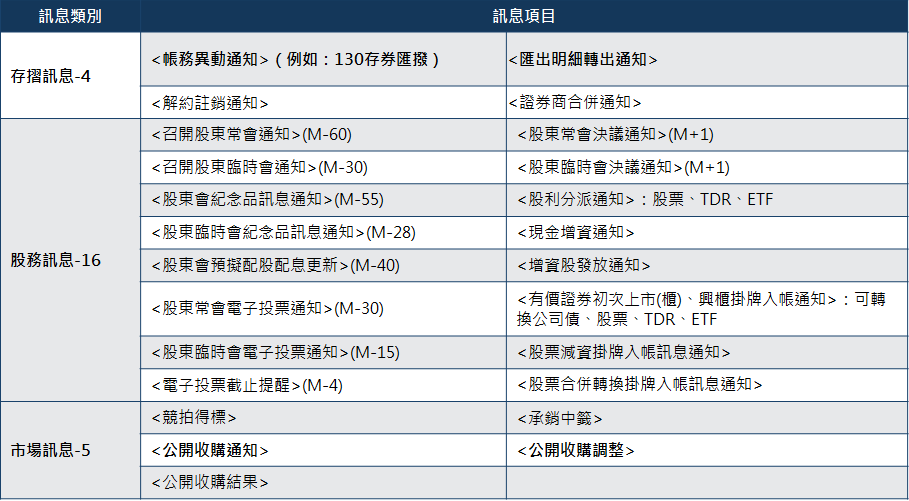 訊息類別 訊息項目
存摺訊息-4
<帳務異動通知>（例如：130存券匯撥） <匯出明細轉出通知>
<解約註銷通知> <證券商合併通知>
股務訊息-16
<召開股東常會通知>(M-60) <股東常會決議通知>(M+1)
<召開股東臨時會通知>(M-30) <股東臨時會決議通知>(M+1)
<股東會紀念品訊息通知>(M-55) <股利分派通知>：股票、TDR、ETF
<股東臨時會紀念品訊息通知>(M-28) <現金增資通知>
<股東會預擬配股配息更新>(M-40) <增資股發放通知>
<股東常會電子投票通知>(M-30) <有價證券初次上市(櫃)、興櫃掛牌入帳通知>：可轉
換公司債、股票、TDR、ETF
<股東臨時會電子投票通知>(M-15) <股票減資掛牌入帳訊息通知>
<電子投票截止提醒>(M-4) <股票合併轉換掛牌入帳訊息通知>
市場訊息-5
<競拍得標> <承銷中籤>
<公開收購通知> <公開收購調整>
<公開收購結果>